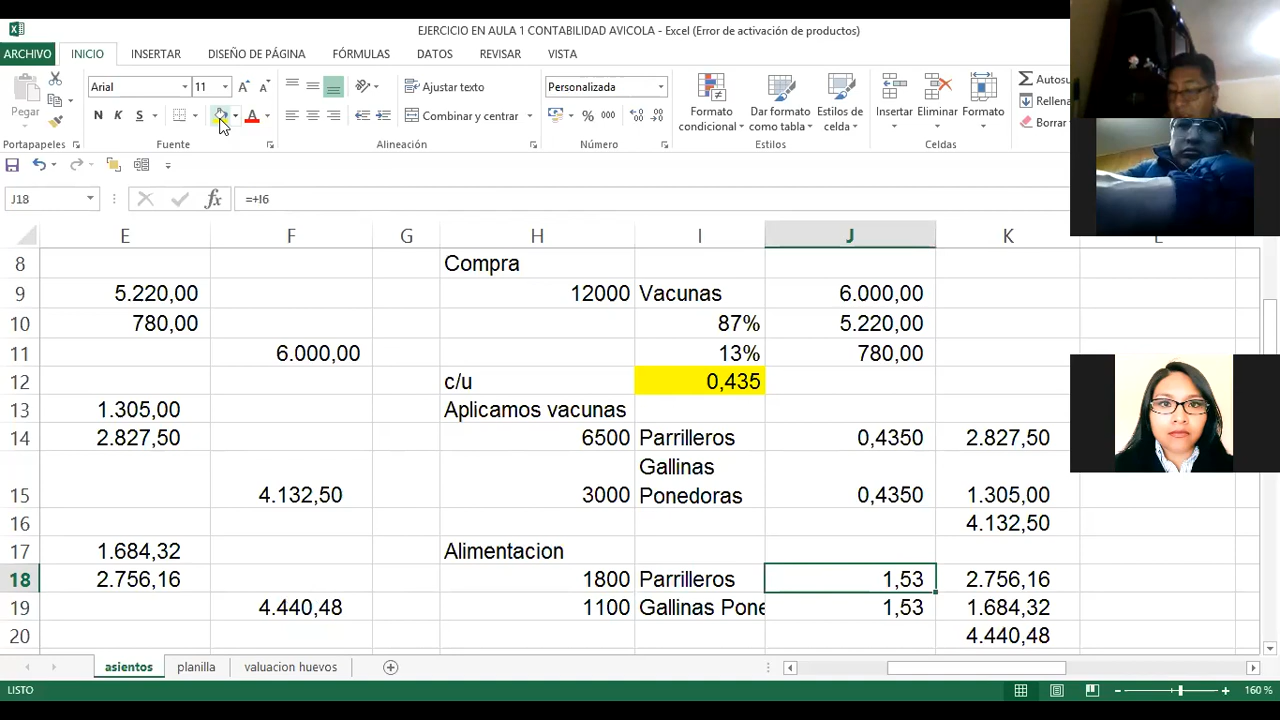 EJERCICIO EN AULA 1 CONTABILIDAD AVICOLA - Excel (Error de activación de productos)
ARCHIVO INICIO INSERTAR DISEÑO DE PÁGINA FÓRMULAS DATOS REVISAR VISTA
Arial 11 Ajustar texto Personalizada Autosu
Pegar N K S A Combinar y centrar % 000 Formato condicional Dar formato como tabla Estilos de celda Insertar Eliminar Formato Rellena
Borrar
Portapapeles Fuente Alineación Número Estilos Celdas
J18 fx =+I6
E F G H I J K L
8 Compra
9 5.220,00 12000 Vacunas 6.000,00
10 780,00 87% 5.220,00
11 6.000,00 13% 780,00
12 c/u 0,435
13 1.305,00 Aplicamos vacunas
14 2.827,50 6500 Parrilleros 0,4350 2.827,50
15 4.132,50 3000 Gallinas Ponedoras 0,4350 1.305,00
16 4.132,50
17 1.684,32 Alimentacion
18 2.756,16 1800 Parrilleros 1,53 2.756,16
19 4.440,48 1100 Gallinas Pone 1,53 1.684,32
20 4.440,48
asientos planilla valuacion huevos
LISTO 160 %